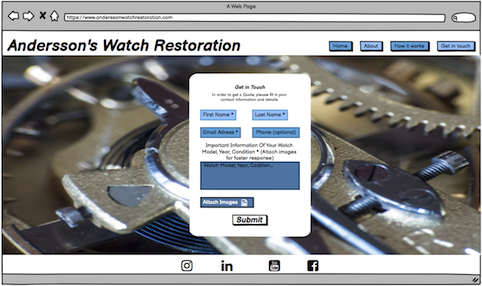 A Web Page
https://www.anderssonwatchrestoration.com
Andersson's Watch Restoration
Home
About
How it works
Get in touch
Get in Touch
In order to get a Quote, please fill in your
contact information and details.
First Name *
Last Name *
Email Adress *
Phone (optional)
Important Information Of Your Watch
Model, Year, Condition * (Attach images
for faster response)
Watch Model, Year, Codition...
Attach Images
Submit